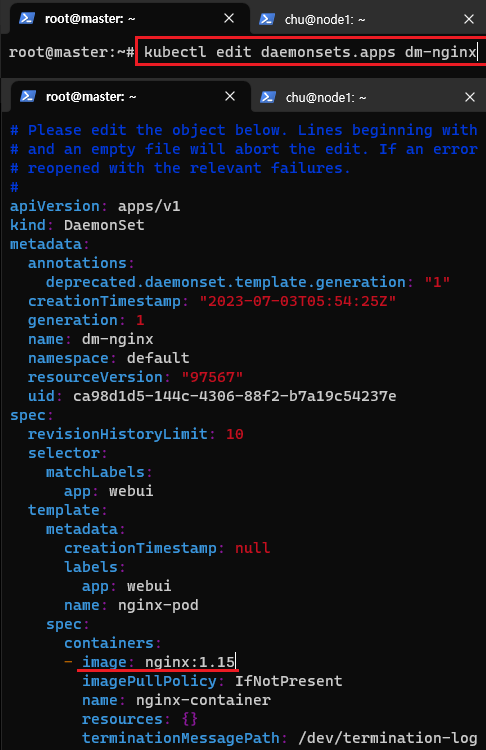 root@master: ~
chu@node1: ~
root@master:~# kubectl edit daemonsets.apps dm-nginx
root@master: ~
chu@node1: ~
# Please edit the object below. Lines beginning with
# and an empty file will abort the edit. If an error
# reopened with the relevant failures.
#
apiVersion: apps/v1
kind: DaemonSet
metadata:
  annotations:
    deprecated.daemonset.template.generation: "1"
  creationTimestamp: "2023-07-03T05:54:25Z"
  generation: 1
  name: dm-nginx
  namespace: default
  resourceVersion: "97567"
  uid: ca98d1d5-144c-4306-88f2-b7a19c54237e
spec:
  revisionHistoryLimit: 10
  selector:
    matchLabels:
      app: webui
  template:
    metadata:
      creationTimestamp: null
      labels:
        app: webui
      name: nginx-pod
    spec:
      containers:
      - image: nginx:1.15
        imagePullPolicy: IfNotPresent
        name: nginx-container
        resources: {}
        terminationMessagePath: /dev/termination-log